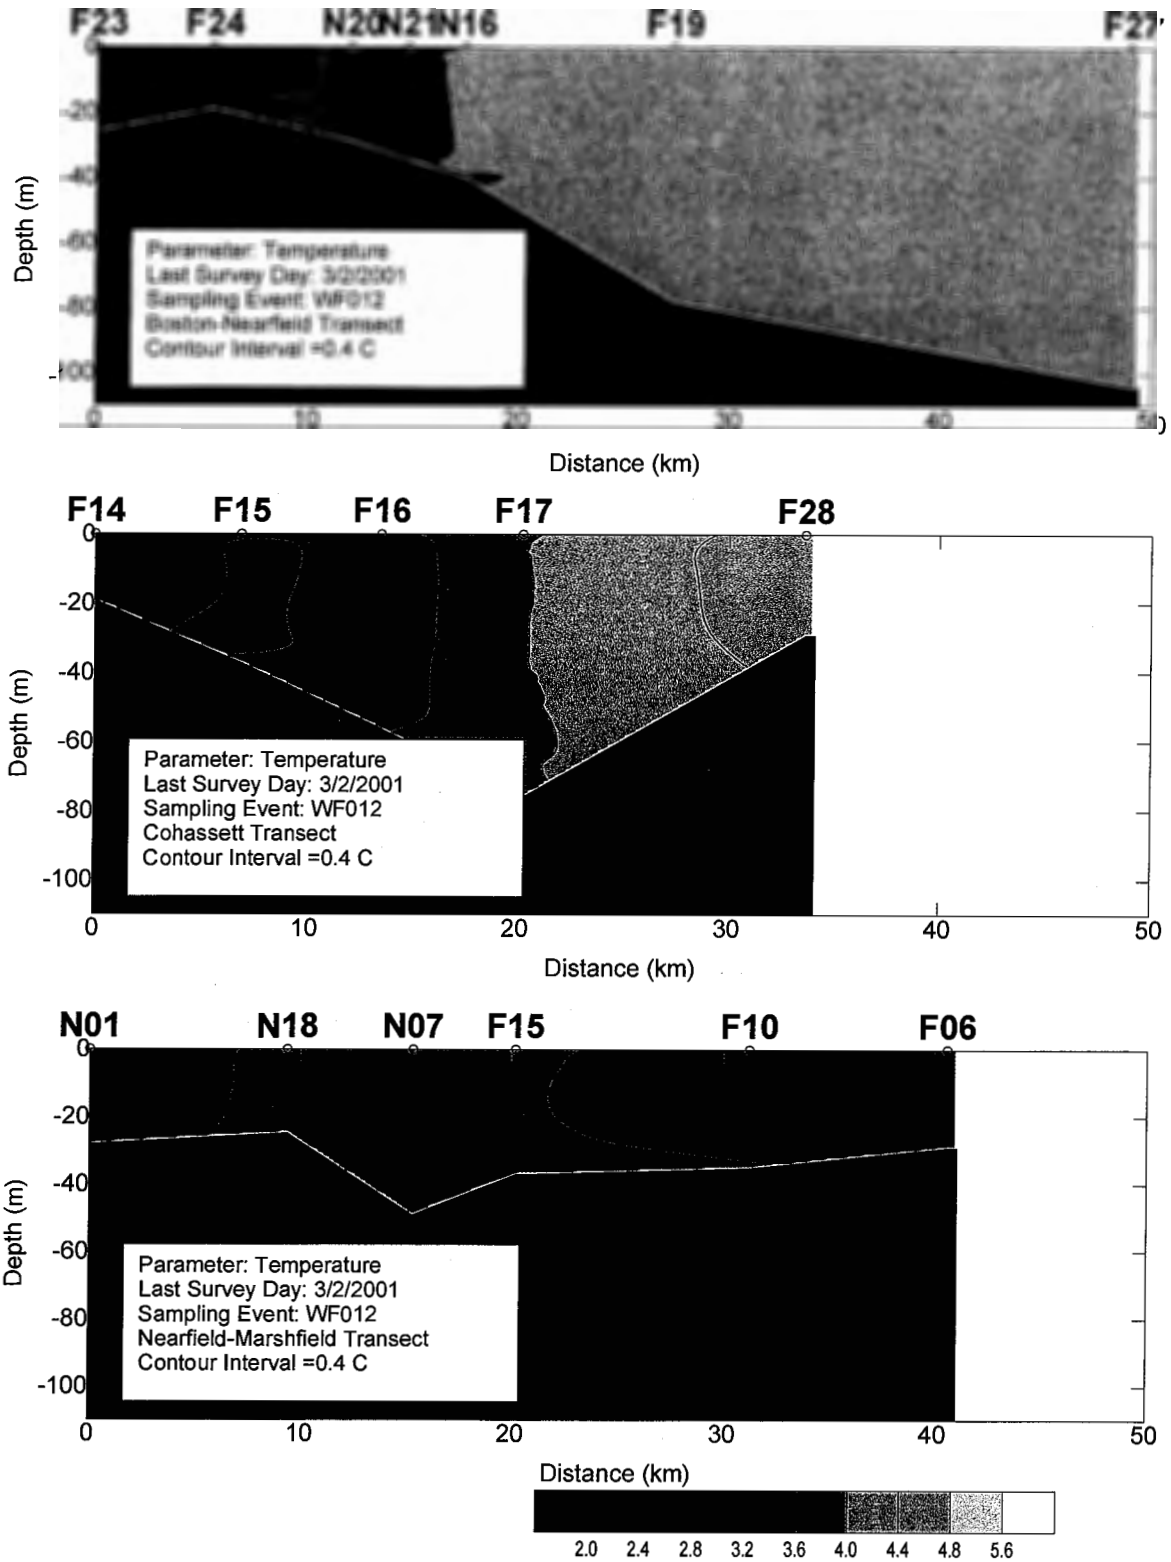 F23 F24 N20 N21 N16 F19 F27
0
-20
-40
-60
-80
-100
Depth (m)
Parameter: Temperature
Last Survey Day: 3/2/2001
Sampling Event: WF012
Boston-Nearfield Transect
Contour Interval =0.4 C
0 10 20 30 40 50
Distance (km)
F14 F15 F16 F17 F28
0
-20
-40
-60
-80
-100
Depth (m)
Parameter: Temperature
Last Survey Day: 3/2/2001
Sampling Event: WF012
Cohassett Transect
Contour Interval =0.4 C
0 10 20 30 40 50
Distance (km)
N01 N18 N07 F15 F10 F06
0
-20
-40
-60
-80
-100
Depth (m)
Parameter: Temperature
Last Survey Day: 3/2/2001
Sampling Event: WF012
Nearfield-Marshfield Transect
Contour Interval =0.4 C
0 10 20 30 40 50
Distance (km)
2.0 2.4 2.8 3.2 3.6 4.0 4.4 4.8 5.6